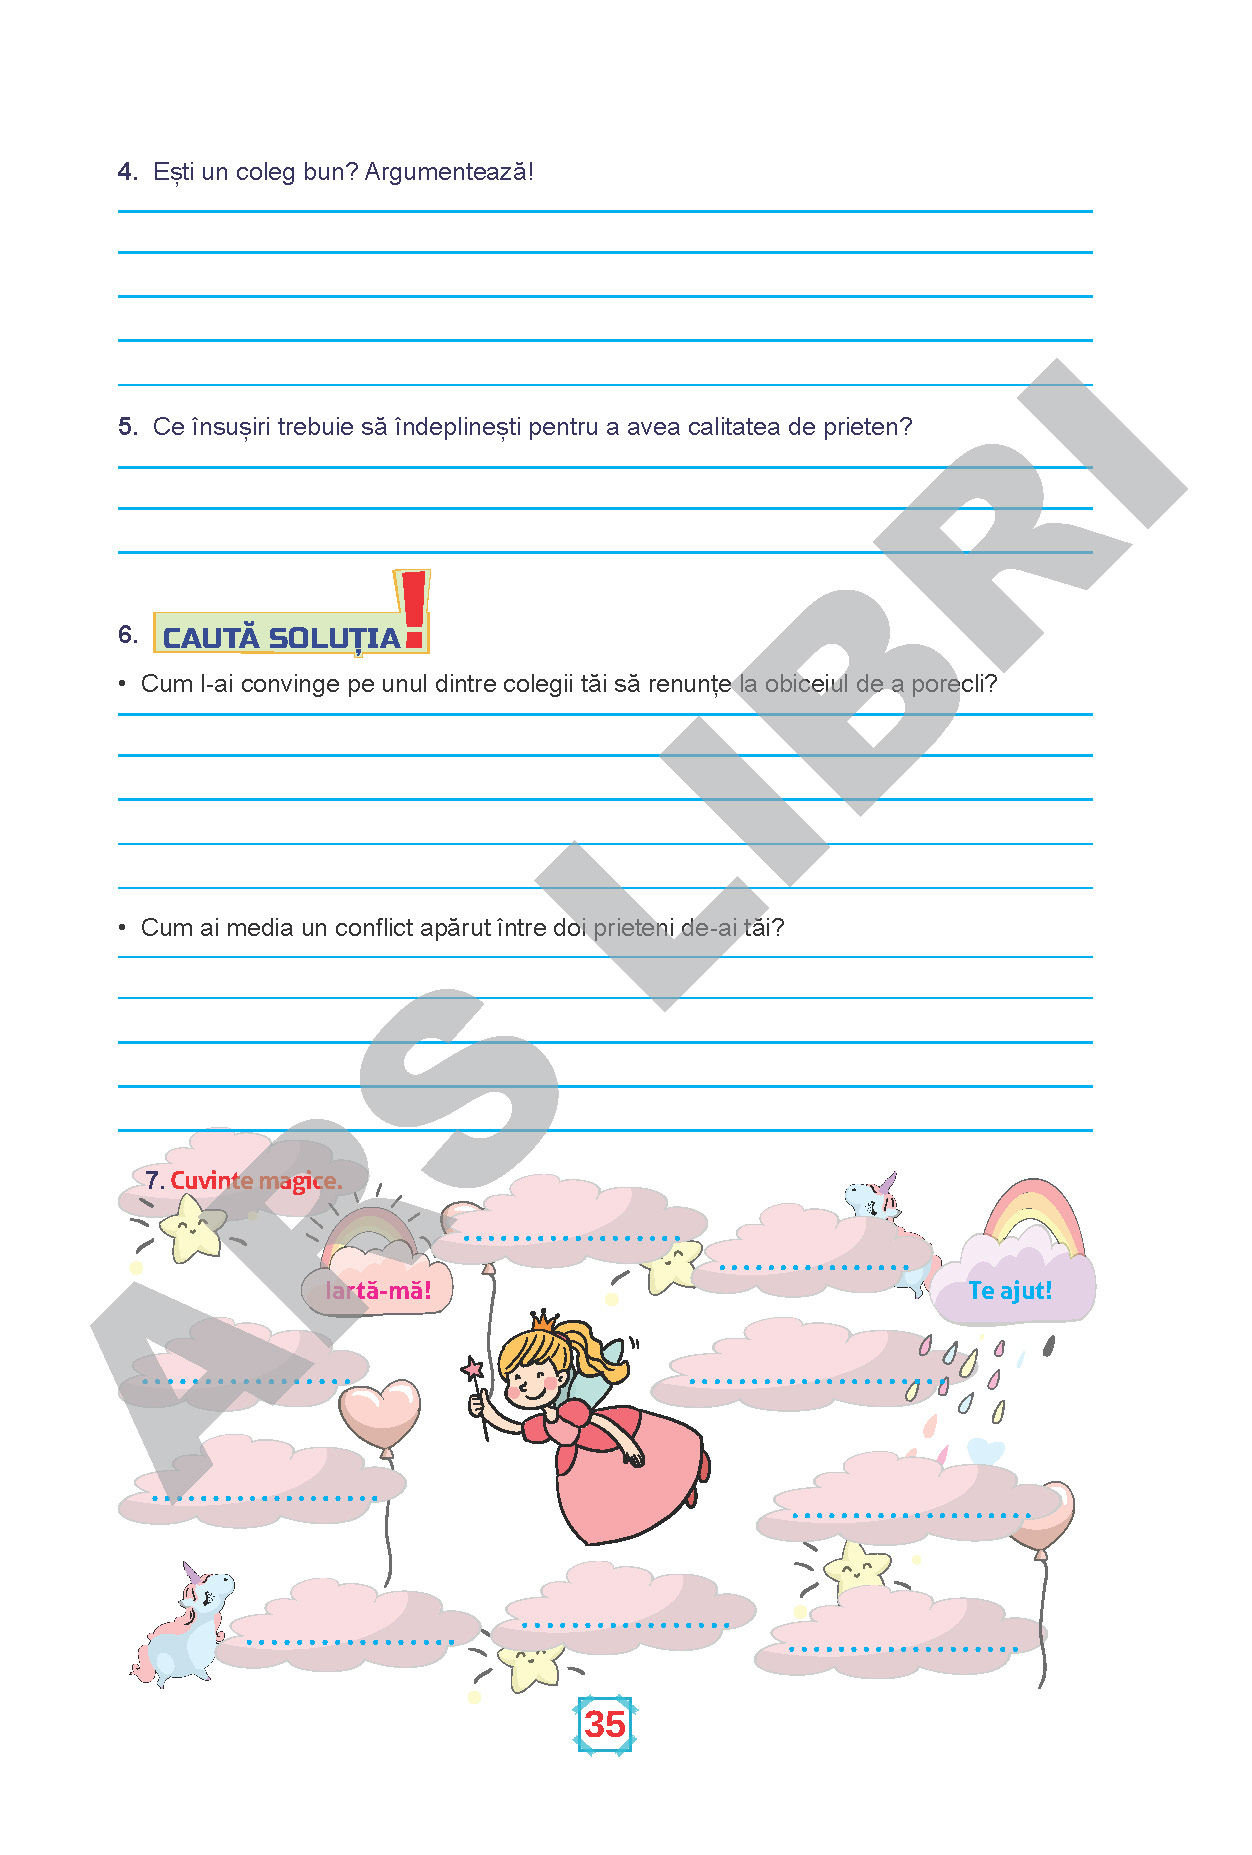 4. Ești un coleg bun? Argumentează!
5. Ce însușiri trebuie să îndeplinești pentru a avea calitatea de prieten?
6. CAUTĂ SOLUȚIA!
• Cum l-ai convinge pe unul dintre colegii tăi să renunțe la obiceiul de a porecli?
• Cum ai media un conflict apărut între doi prieteni de-ai tăi?
7. Cuvinte magice.
Iartă-mă!
Te ajut!
35
ARS LIBRI